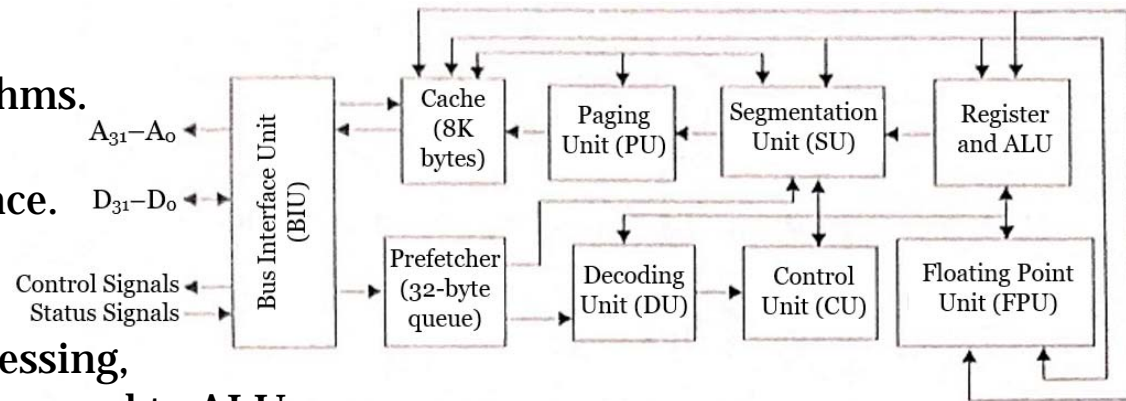 hms.
nce.
essing,
Bus Interface Unit
(BIU)
A31–A0
D31–D0
Control Signals
Status Signals
Cache
(8K
bytes)
Paging
Unit (PU)
Segmentation
Unit (SU)
Register
and ALU
Prefetcher
(32-byte
queue)
Decoding
Unit (DU)
Control
Unit (CU)
Floating Point
Unit (FPU)